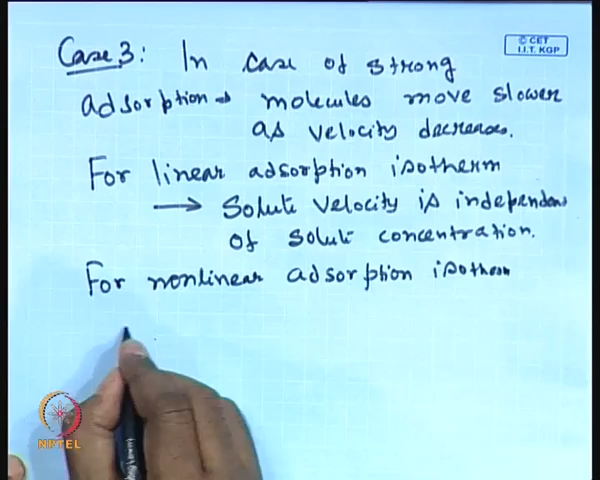 © CET
I.I.T. KGP
Case 3: In case of strong
adsorption → molecules move slower
as velocity decreases.
For linear adsorption isotherm
→ Solute velocity is independent
of solute concentration.
For nonlinear adsorption isotherm
NPTEL